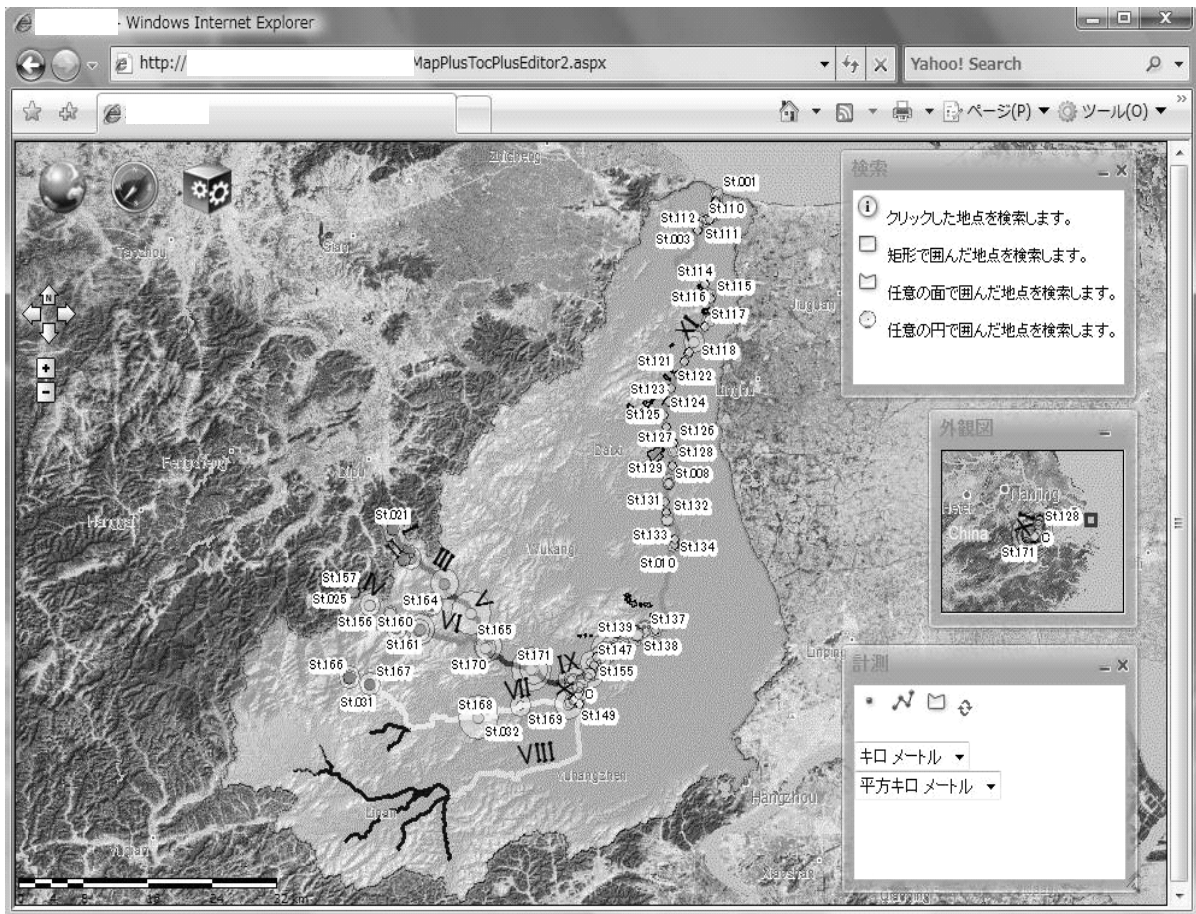 - Windows Internet Explorer
http://
MapPlusTocPlusEditor2.aspx
Yahoo! Search
ページ(P)
ツール(O)
検索
クリックした地点を検索します。
矩形で囲んだ地点を検索します。
任意の面で囲んだ地点を検索します。
任意の円で囲んだ地点を検索します。
外観図
Nanjing
China
St.128
XI
C
St.171
計測
キロ メートル
平方キロ メートル
N
+
-
St.001
St.110
St.112
St.111
St.003
St.114
St.115
St.116
Jiuguan
St.117
XI
St.118
St.121
St.122
St.123
St.124
St.125
St.126
St.127
St.128
Daixi
St.129
St.008
St.131
St.132
St.133
St.134
St.010
Wukang
St.021
I
II
III
IV
St.157
St.025
St.164
V
St.156
St.160
VI
St.161
St.165
St.139
St.137
St.138
St.147
Linping
St.170
St.171
IX
St.155
St.166
St.167
VII
X
C
St.031
St.168
St.169
St.149
St.032
VIII
Yuhangzhen
Hangzhou
Linan
Xiaoshan